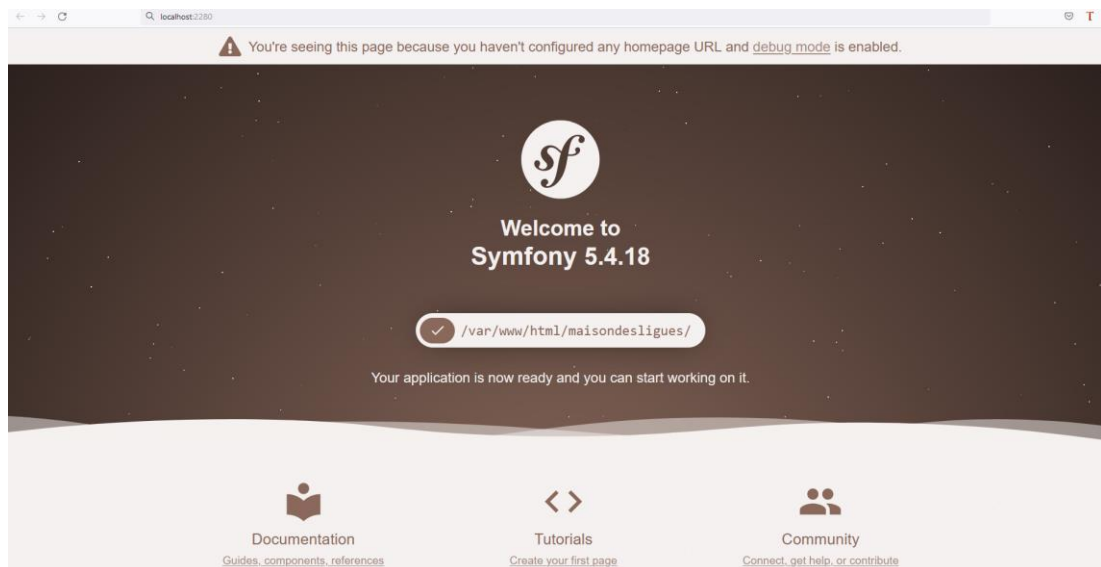 localhost:2280
T
You're seeing this page because you haven't configured any homepage URL and debug mode is enabled.
sf
Welcome to
Symfony 5.4.18
/var/www/html/maisondesligues/
Your application is now ready and you can start working on it.
Documentation
Tutorials
Community
Guides, components, references
Create your first page
Connect, get help, or contribute